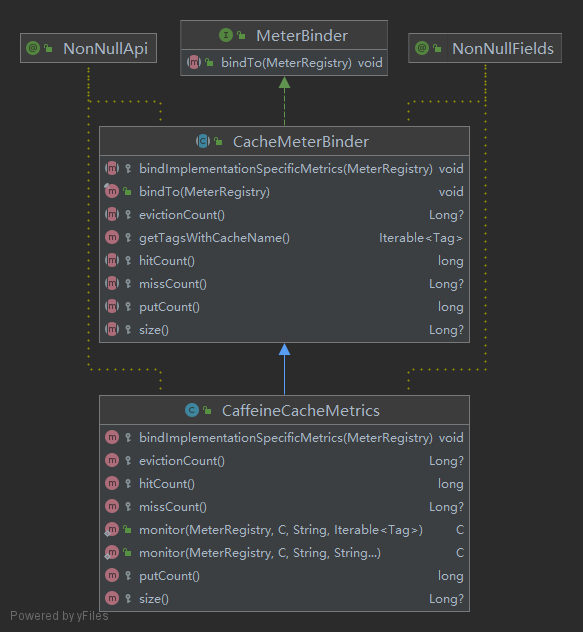 NonNullApi
MeterBinder
NonNullFields
bindTo(MeterRegistry) void
CacheMeterBinder
bindImplementationSpecificMetrics(MeterRegistry) void
bindTo(MeterRegistry) void
evictionCount() Long?
getTagsWithCacheName() Iterable<Tag>
hitCount() long
missCount() Long?
putCount() long
size() Long?
CaffeineCacheMetrics
bindImplementationSpecificMetrics(MeterRegistry) void
evictionCount() Long?
hitCount() long
missCount() Long?
monitor(MeterRegistry, C, String, Iterable<Tag>) C
monitor(MeterRegistry, C, String, String...) C
putCount() long
size() Long?
Powered by yFiles